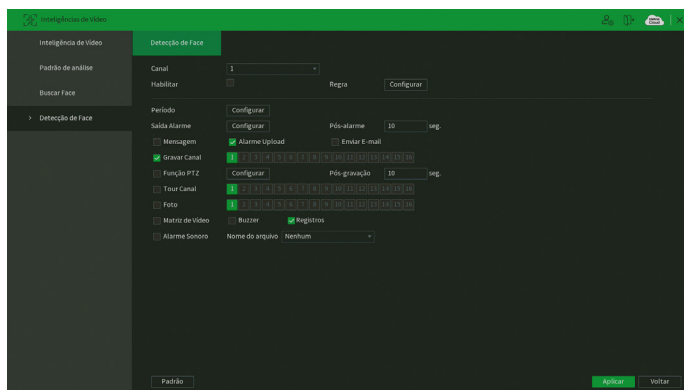 Inteligências de Vídeo
Inteligência de Vídeo
Padrão de análise
Buscar Face
> Detecção de Face
Detecção de Face
Canal 1
Habilitar Regra Configurar
Período Configurar
Saída Alarme Configurar Pós-alarme 10 seg.
Mensagem Alarme Upload Enviar E-mail
Gravar Canal 1 2 3 4 5 6 7 8 9 10 11 12 13 14 15 16
Função PTZ Configurar Pós-gravação 10 seg.
Tour Canal 1 2 3 4 5 6 7 8 9 10 11 12 13 14 15 16
Foto 1 2 3 4 5 6 7 8 9 10 11 12 13 14 15 16
Matriz de Vídeo Buzzer Registros
Alarme Sonoro Nome do arquivo Nenhum
Padrão Aplicar Voltar